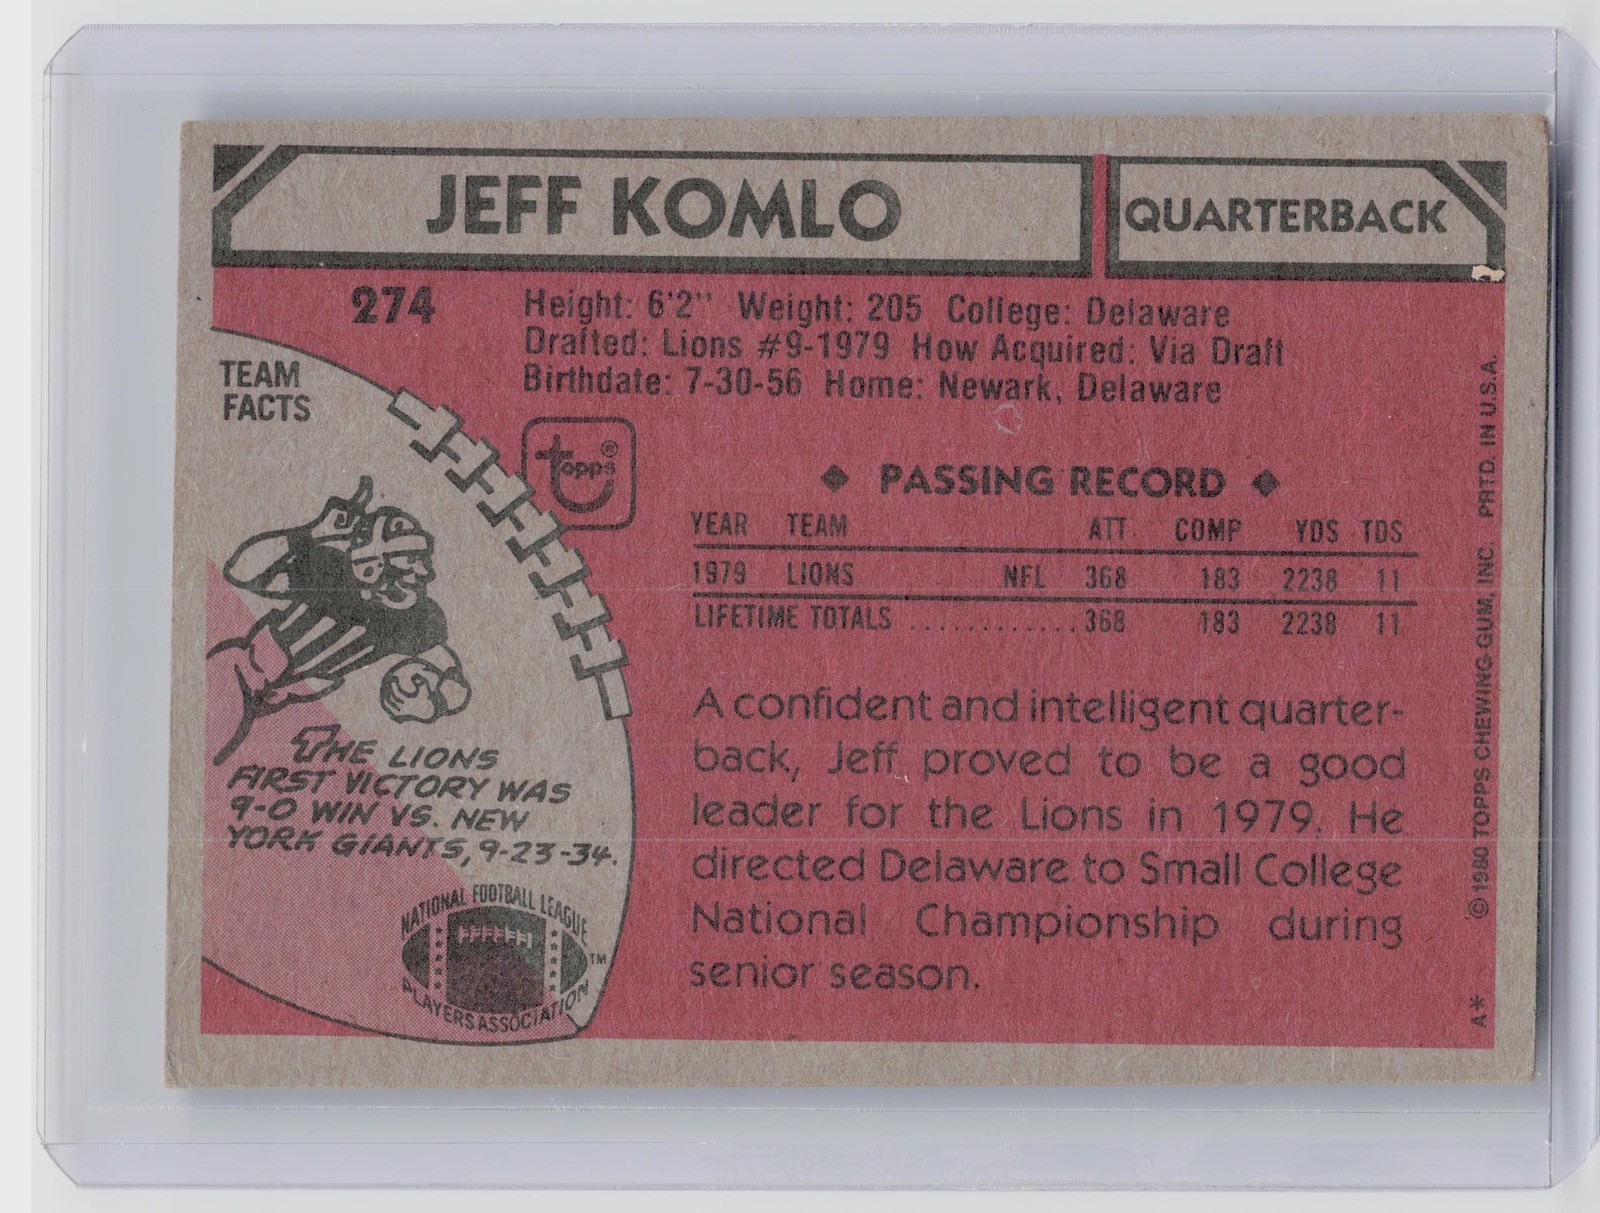 JEFF KOMLO
QUARTERBACK
274
Height: 6'2" Weight: 205 College: Delaware
Drafted: Lions #9-1979 How Acquired: Via Draft
Birthdate: 7-30-56 Home: Newark, Delaware
TEAM
FACTS
topps®
◆ PASSING RECORD ◆
YEAR TEAM ATT COMP YDS TDS
1979 LIONS NFL 368 183 2238 11
LIFETIME TOTALS ............. 368 183 2238 11
THE LIONS
FIRST VICTORY WAS
9-0 WIN VS. NEW
YORK GIANTS, 9-23-34.
NATIONAL FOOTBALL LEAGUE
PLAYERS ASSOCIATION
TM
A confident and intelligent quarter-
back, Jeff proved to be a good
leader for the Lions in 1979. He
directed Delaware to Small College
National Championship during
senior season.
A* © 1980 TOPPS CHEWING GUM, INC. PRTD. IN U.S.A.